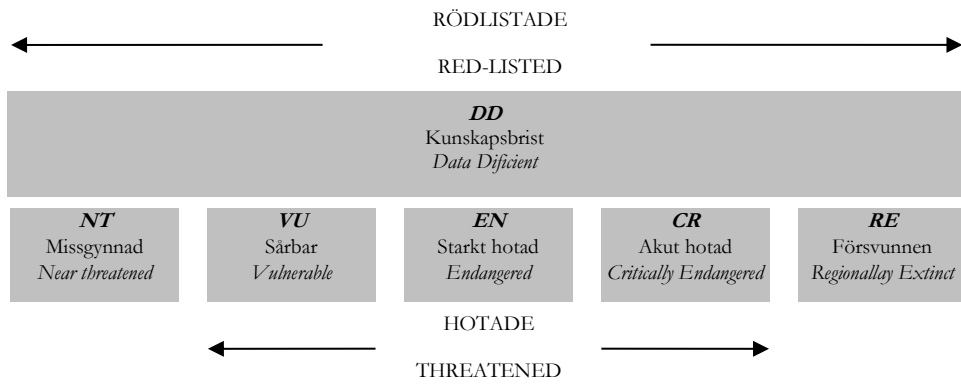 RÖDLISTADE
RED-LISTED
DD
Kunskapsbrist
Data Dificient
NT
Missgynnad
Near threatened
VU
Sårbar
Vulnerable
EN
Starkt hotad
Endangered
CR
Akut hotad
Critically Endangered
RE
Försvunnen
Regionallay Extinct
HOTADE
THREATENED